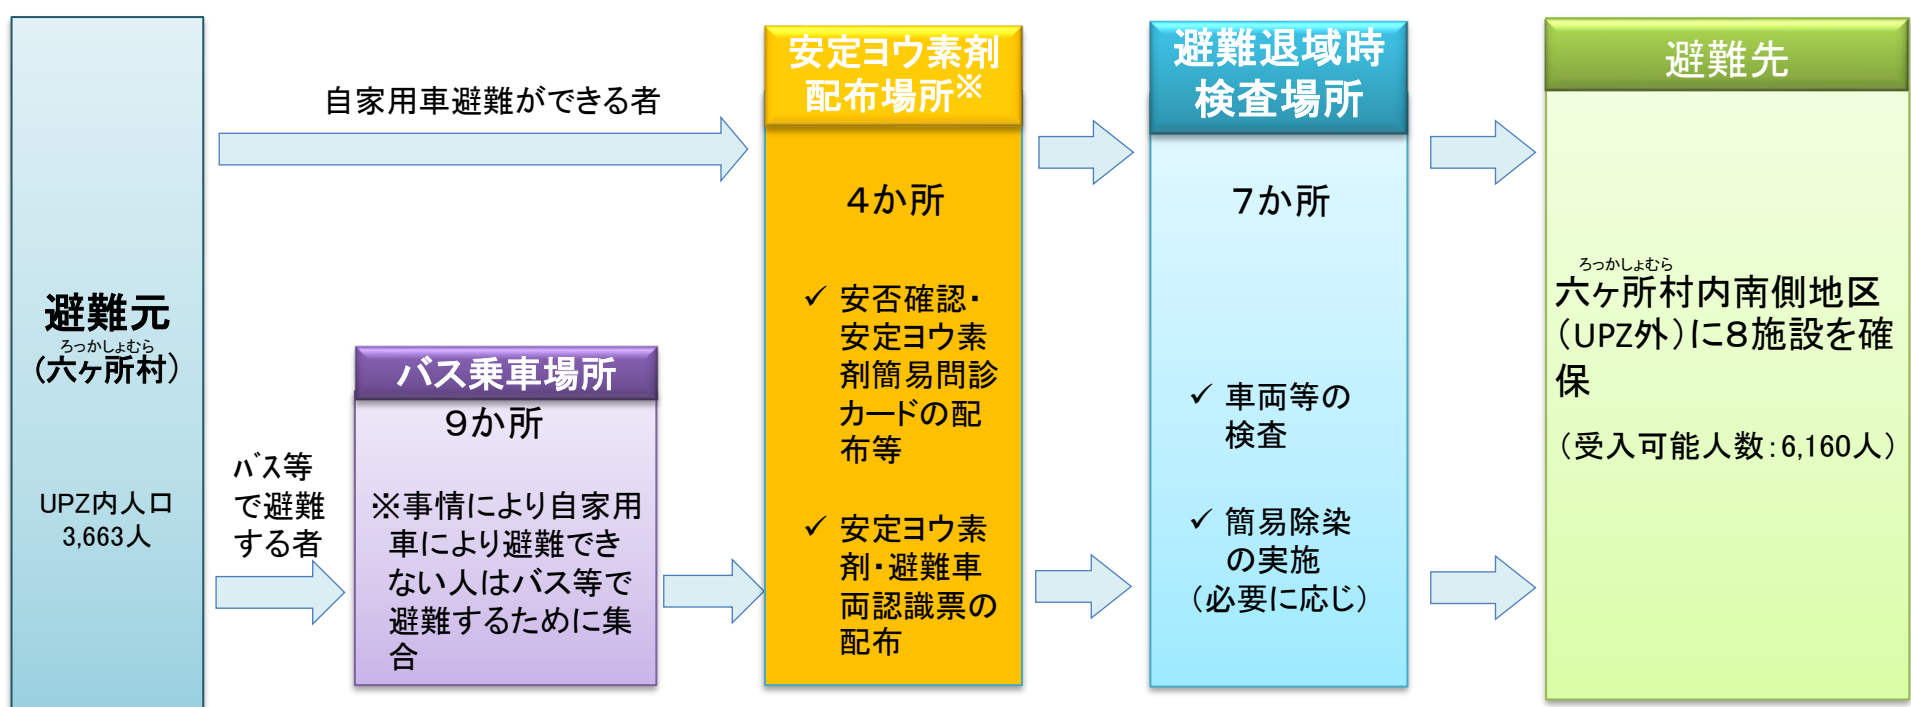 避難元
ろっかしょむら
（六ヶ所村）
UPZ内人口
3,663人
自家用車避難ができる者
バス等
で避難
する者
バス乗車場所
９か所
※事情により自家用
車により避難でき
ない人はバス等で
避難するために集
合
安定ヨウ素剤
配布場所※
４か所
✓ 安否確認・
安定ヨウ素
剤簡易問診
カードの配
布等
✓ 安定ヨウ素
剤・避難車
両認識票の
配布
避難退域時
検査場所
７か所
✓ 車両等の
検査
✓ 簡易除染
の実施
（必要に応じ）
避難先
ろっかしょむら
六ヶ所村内南側地区
（UPZ外）に８施設を確
保
（受入可能人数：6,160人）